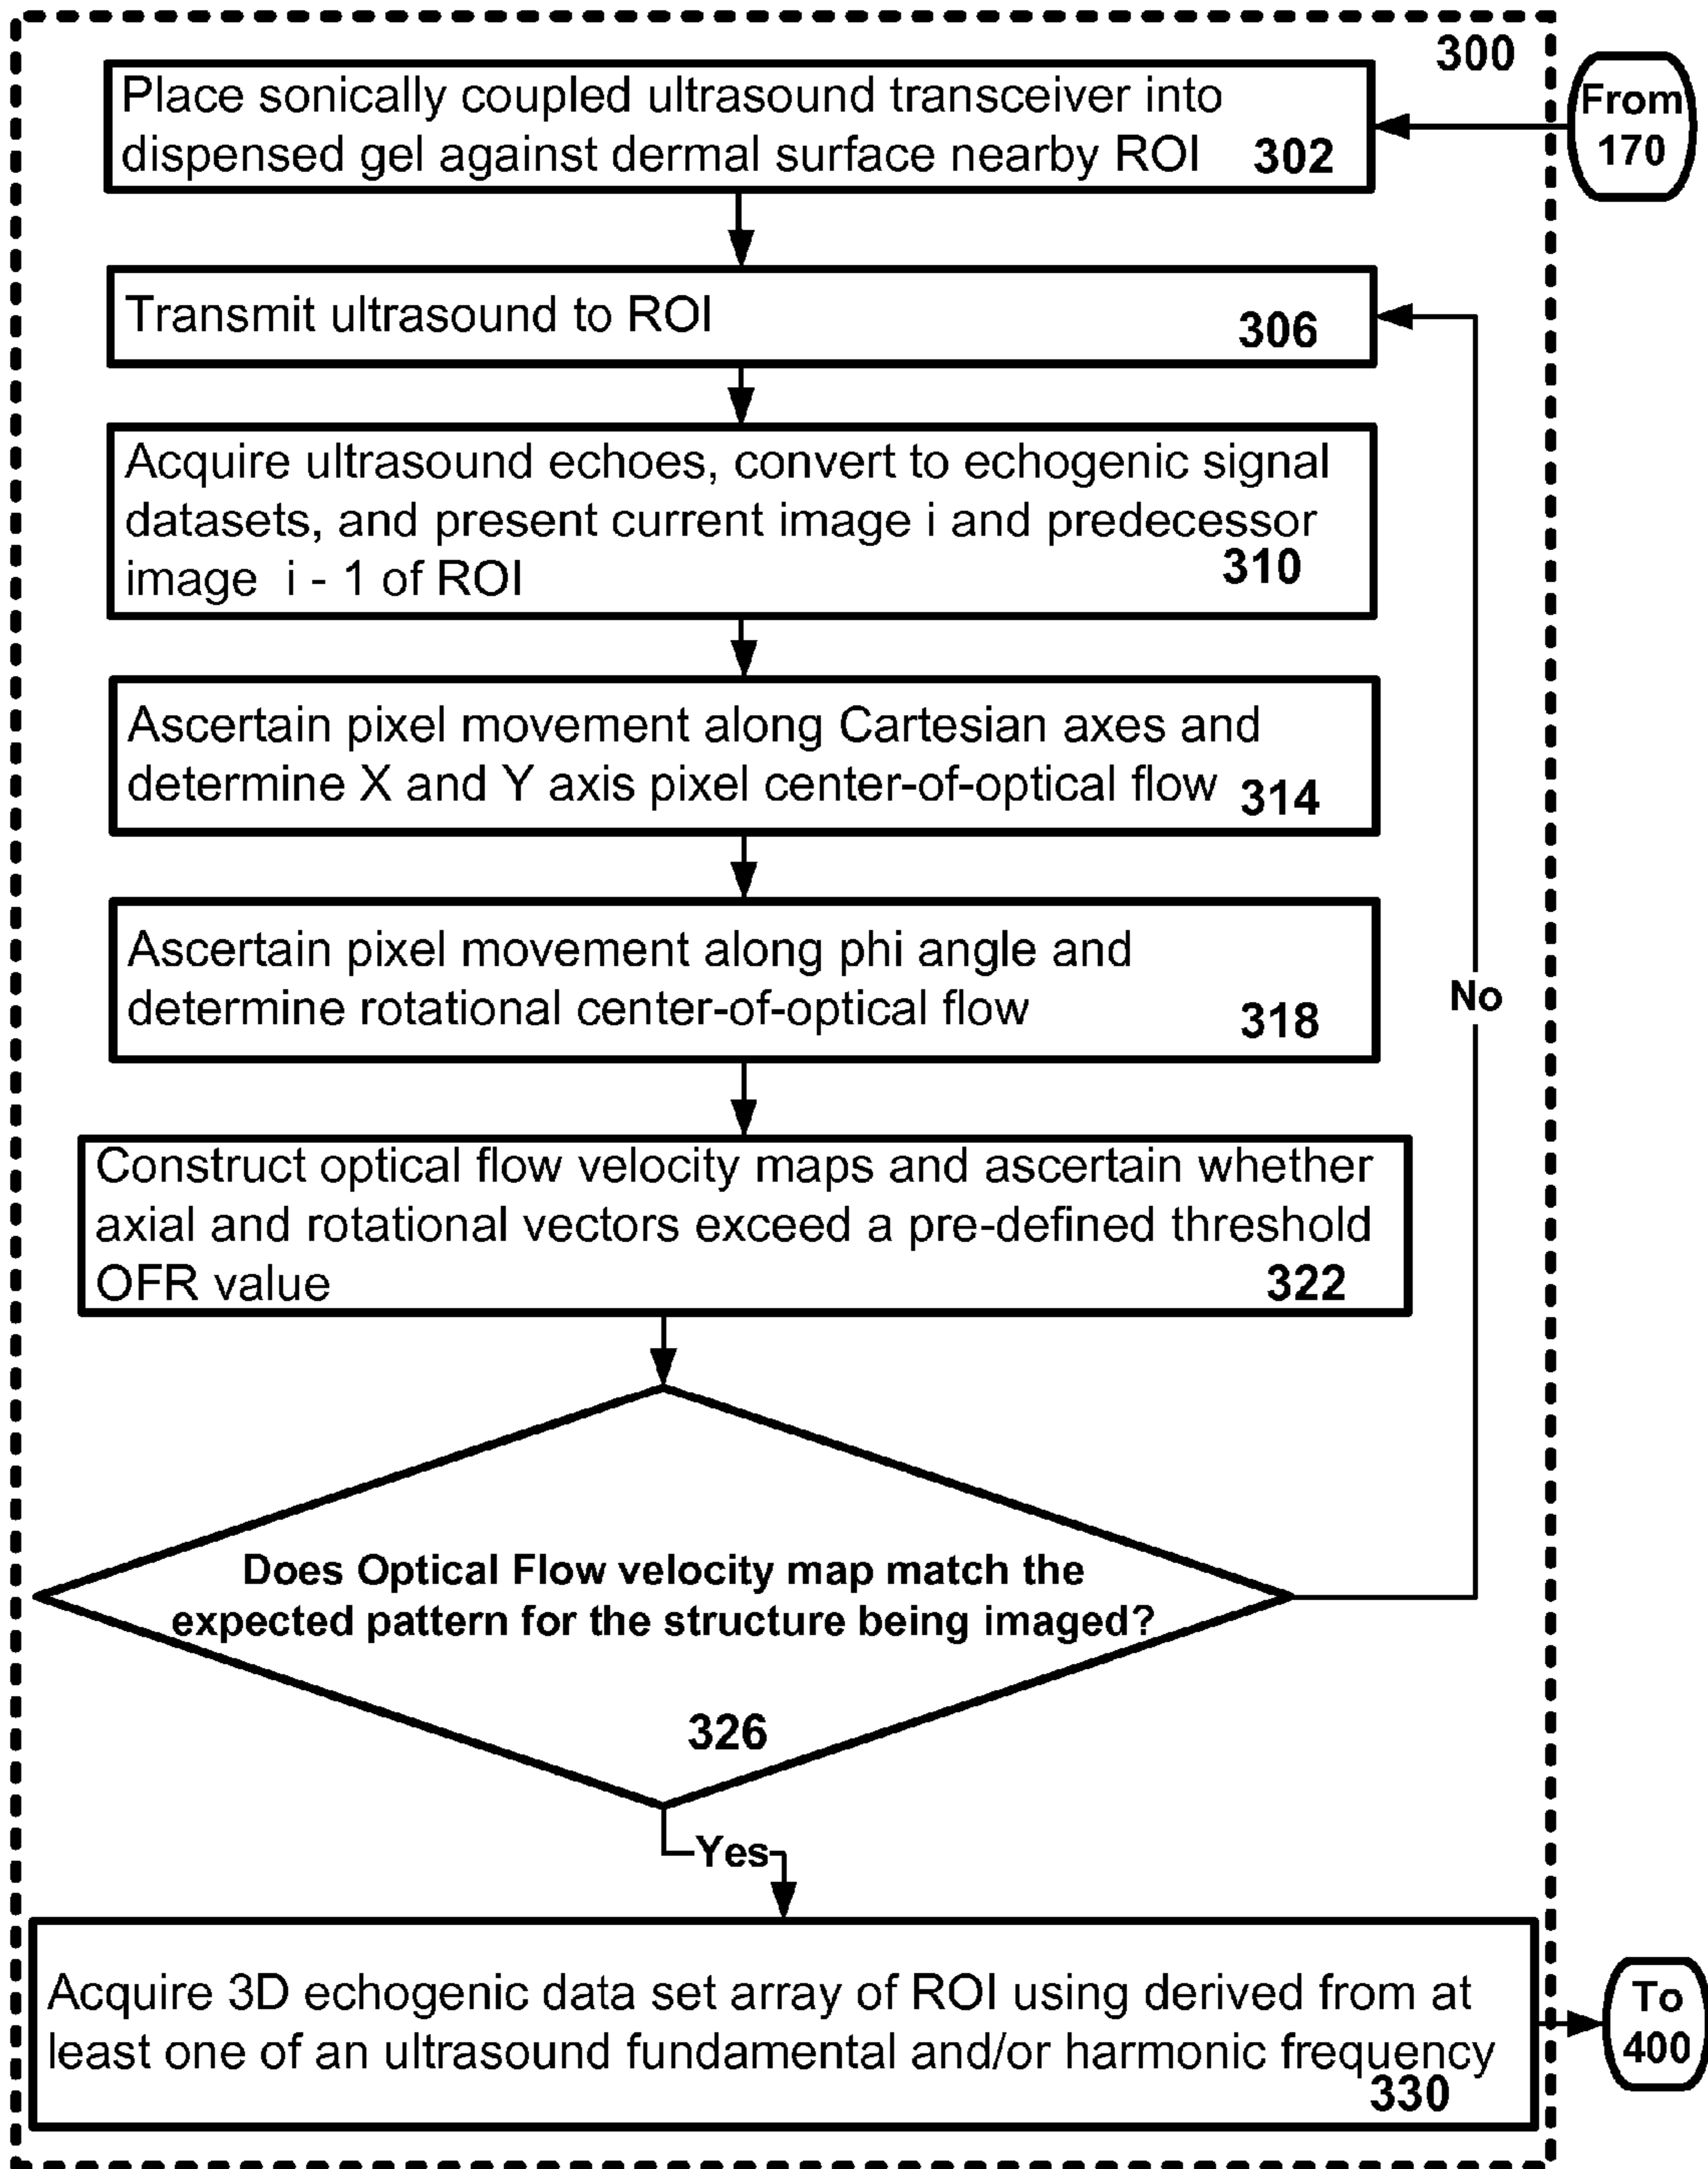 300
From
170
Place sonically coupled ultrasound transceiver into
dispensed gel against dermal surface nearby ROI 302
Transmit ultrasound to ROI
306
Acquire ultrasound echoes, convert to echogenic signal
datasets, and present current image i and predecessor
image i - 1 of ROI
310
Ascertain pixel movement along Cartesian axes and
determine X and Y axis pixel center-of-optical flow 314
Ascertain pixel movement along phi angle and
determine rotational center-of-optical flow
318
No
Construct optical flow velocity maps and ascertain whether
axial and rotational vectors exceed a pre-defined threshold
OFR value 322
Does Optical Flow velocity map match the
expected pattern for the structure being imaged?
326
Yes
Acquire 3D echogenic data set array of ROI using derived from at
least one of an ultrasound fundamental and/or harmonic frequency
330
To
400